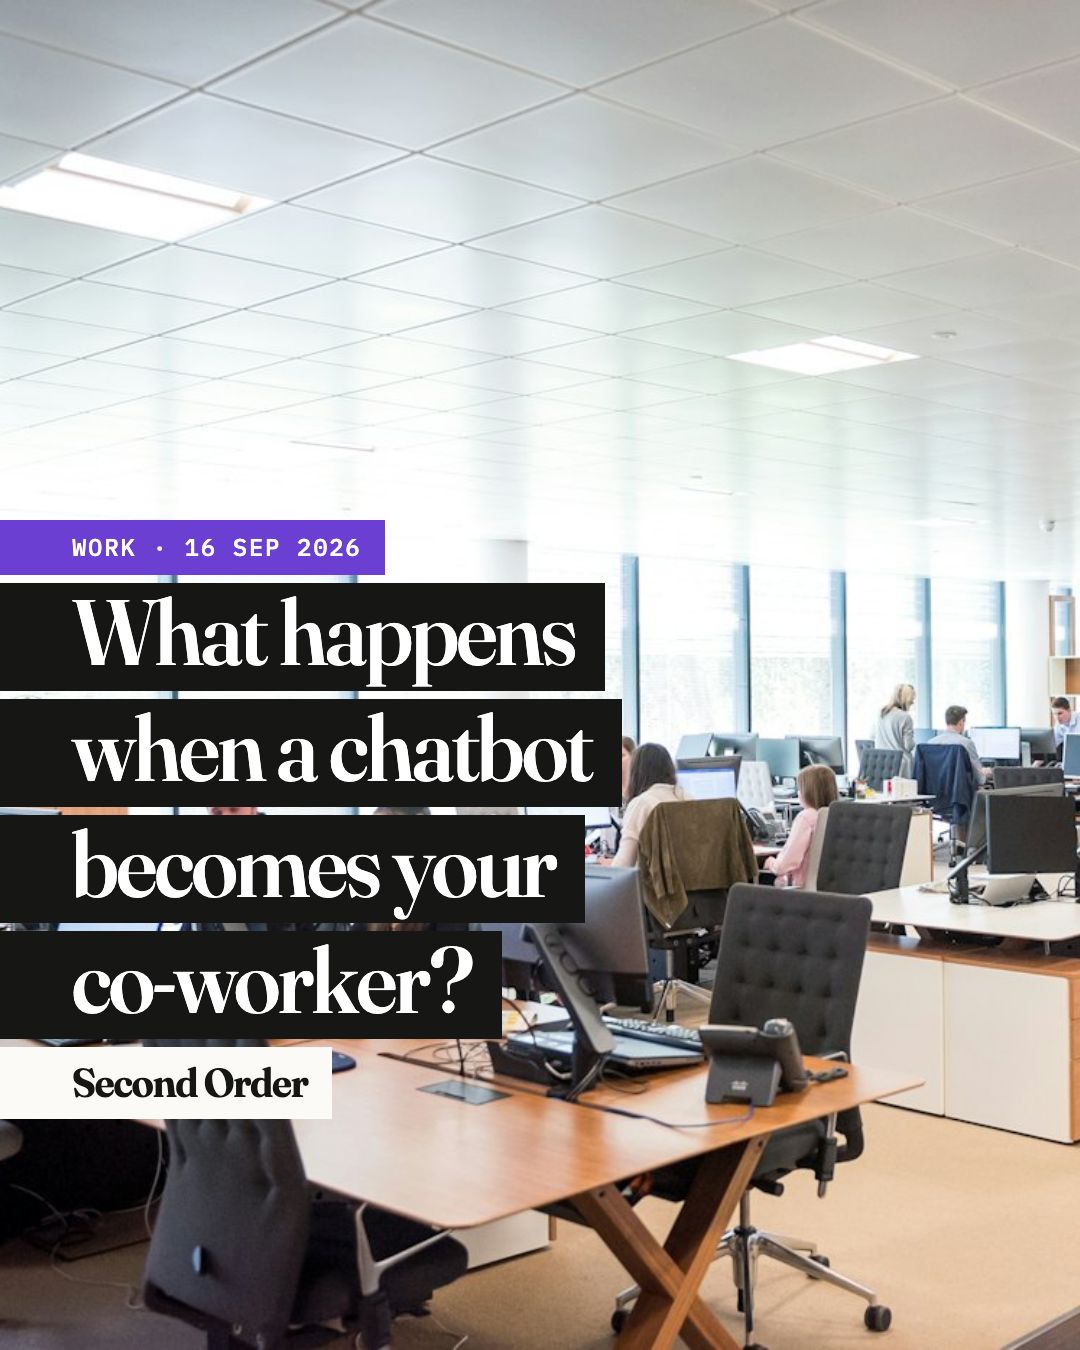 WORK · 16 SEP 2026
What happens
when a chatbot
becomes your
co-worker?
Second Order